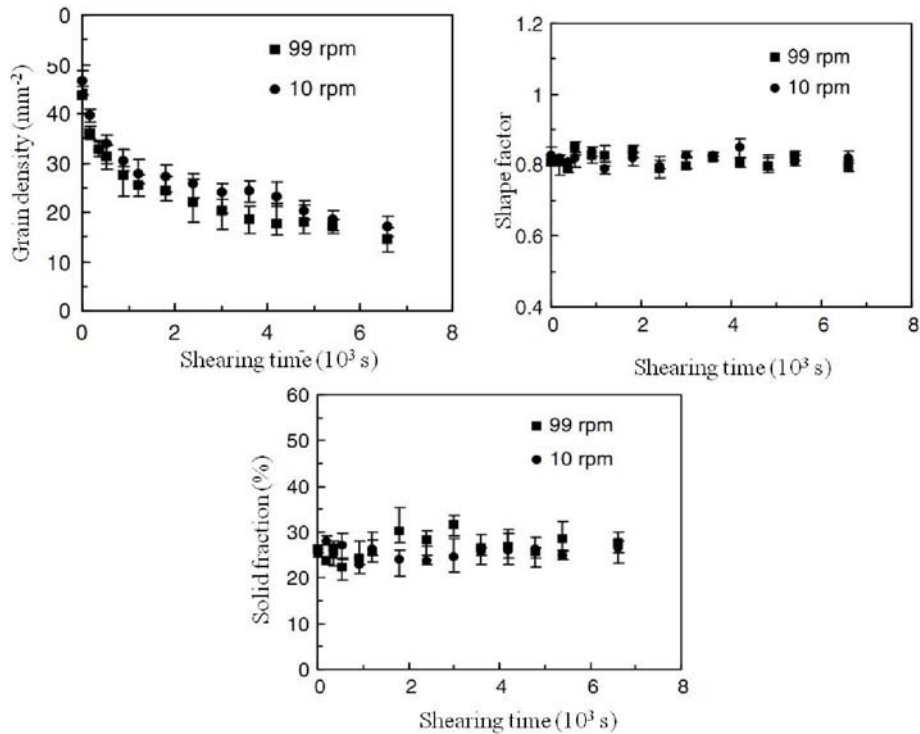 Grain density (mm⁻²)
0
50
40
30
20
10
0
99 rpm
10 rpm
0 2 4 6 8
Shearing time (10³ s)
Shape factor
1.2
1
0.8
0.6
0.4
99 rpm
10 rpm
0 2 4 6 8
Shearing time (10³ s)
Solid fraction (%)
60
50
40
30
20
10
0
99 rpm
10 rpm
0 2 4 6 8
Shearing time (10³ s)